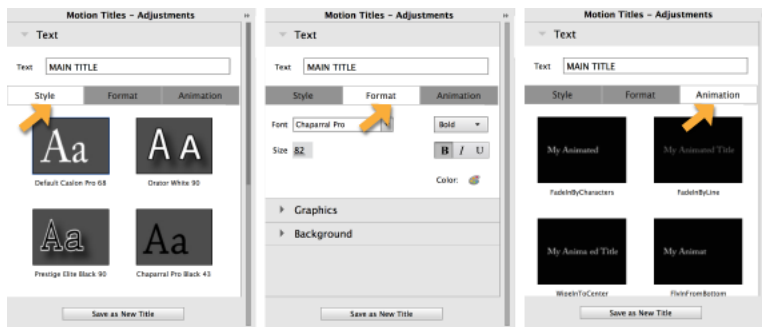 Motion Titles – Adjustments
Text
Text MAIN TITLE
Style Format Animation
Aa
AA
Default Caslon Pro 68
Orator White 90
Aa
Aa
Prestige Elite Black 90
Chaparral Pro Black 43
Save as New Title
Motion Titles – Adjustments
Text
Text MAIN TITLE
Style Format Animation
Font Chaparral Pro Bold
Size 82 B I U
Color:
Graphics
Background
Save as New Title
Motion Titles – Adjustments
Text
Text MAIN TITLE
Style Format Animation
My Animated
My Animated Title
FadeInByCharacters
FadeInByLine
My Anima ed Title
My Animat
WipeInToCenter
FlyInFromBottom
Save as New Title